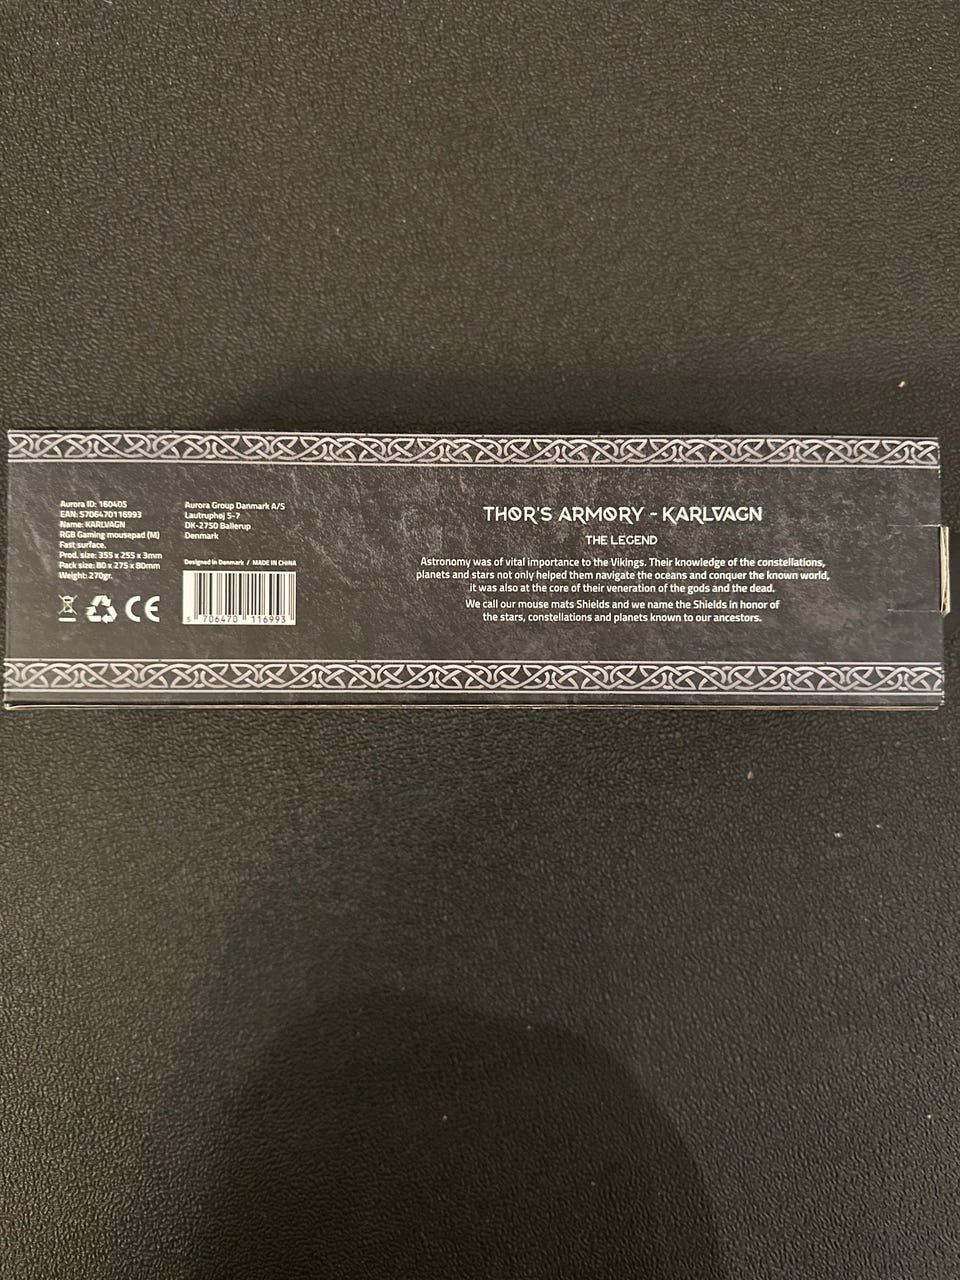 Aurora ID: 160405
EAN: 5706470116993
Name: KARLVAGN
RGB Gaming mousepad (M)
Fast surface.
Prod. size: 355 x 255 x 3mm
Pack size: 80 x 275 x 80mm
Weight: 270gr.
Aurora Group Danmark A/S
Lautruphøj 5-7
DK-2750 Ballerup
Denmark
Designed in Denmark / MADE IN CHINA
5 706470 116993
CE
THOR'S ARMORY - KARLVAGN
THE LEGEND
Astronomy was of vital importance to the Vikings. Their knowledge of the constellations,
planets and stars not only helped them navigate the oceans and conquer the known world,
it was also at the core of their veneration of the gods and the dead.
We call our mouse mats Shields and we name the Shields in honor of
the stars, constellations and planets known to our ancestors.